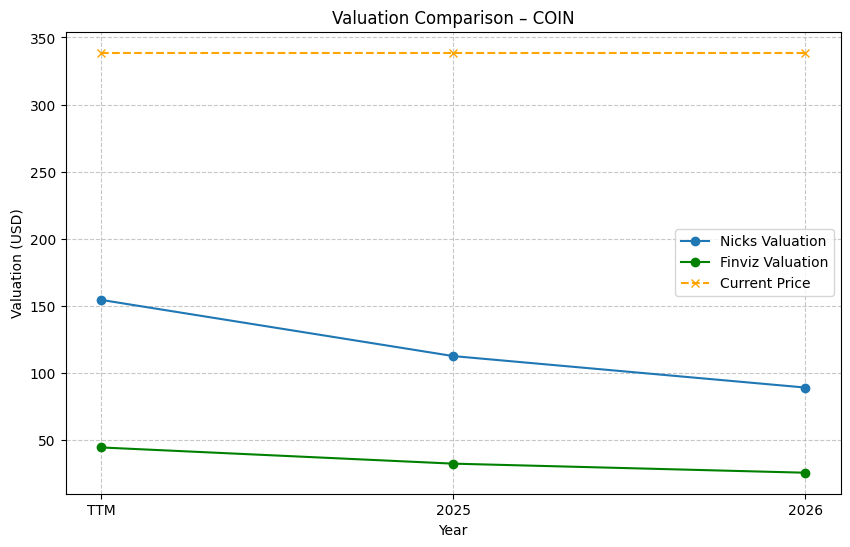 Valuation Comparison – COIN
Valuation (USD)
350
300
250
200
150
100
50
Nicks Valuation
Finviz Valuation
Current Price
TTM
2025
2026
Year